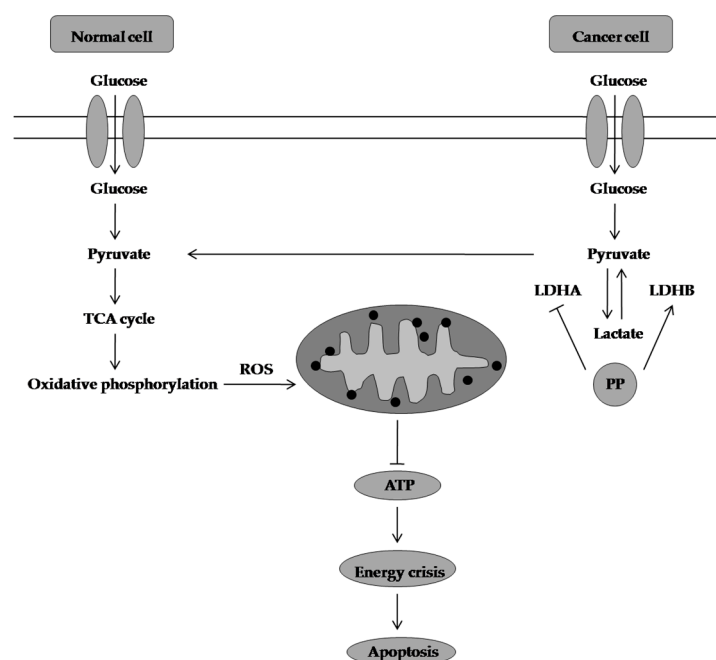 Normal cell
Cancer cell
Glucose
Glucose
Glucose
Glucose
Pyruvate
Pyruvate
LDHA
LDHB
TCA cycle
Lactate
ROS
Oxidative phosphorylation
PP
ATP
Energy crisis
Apoptosis